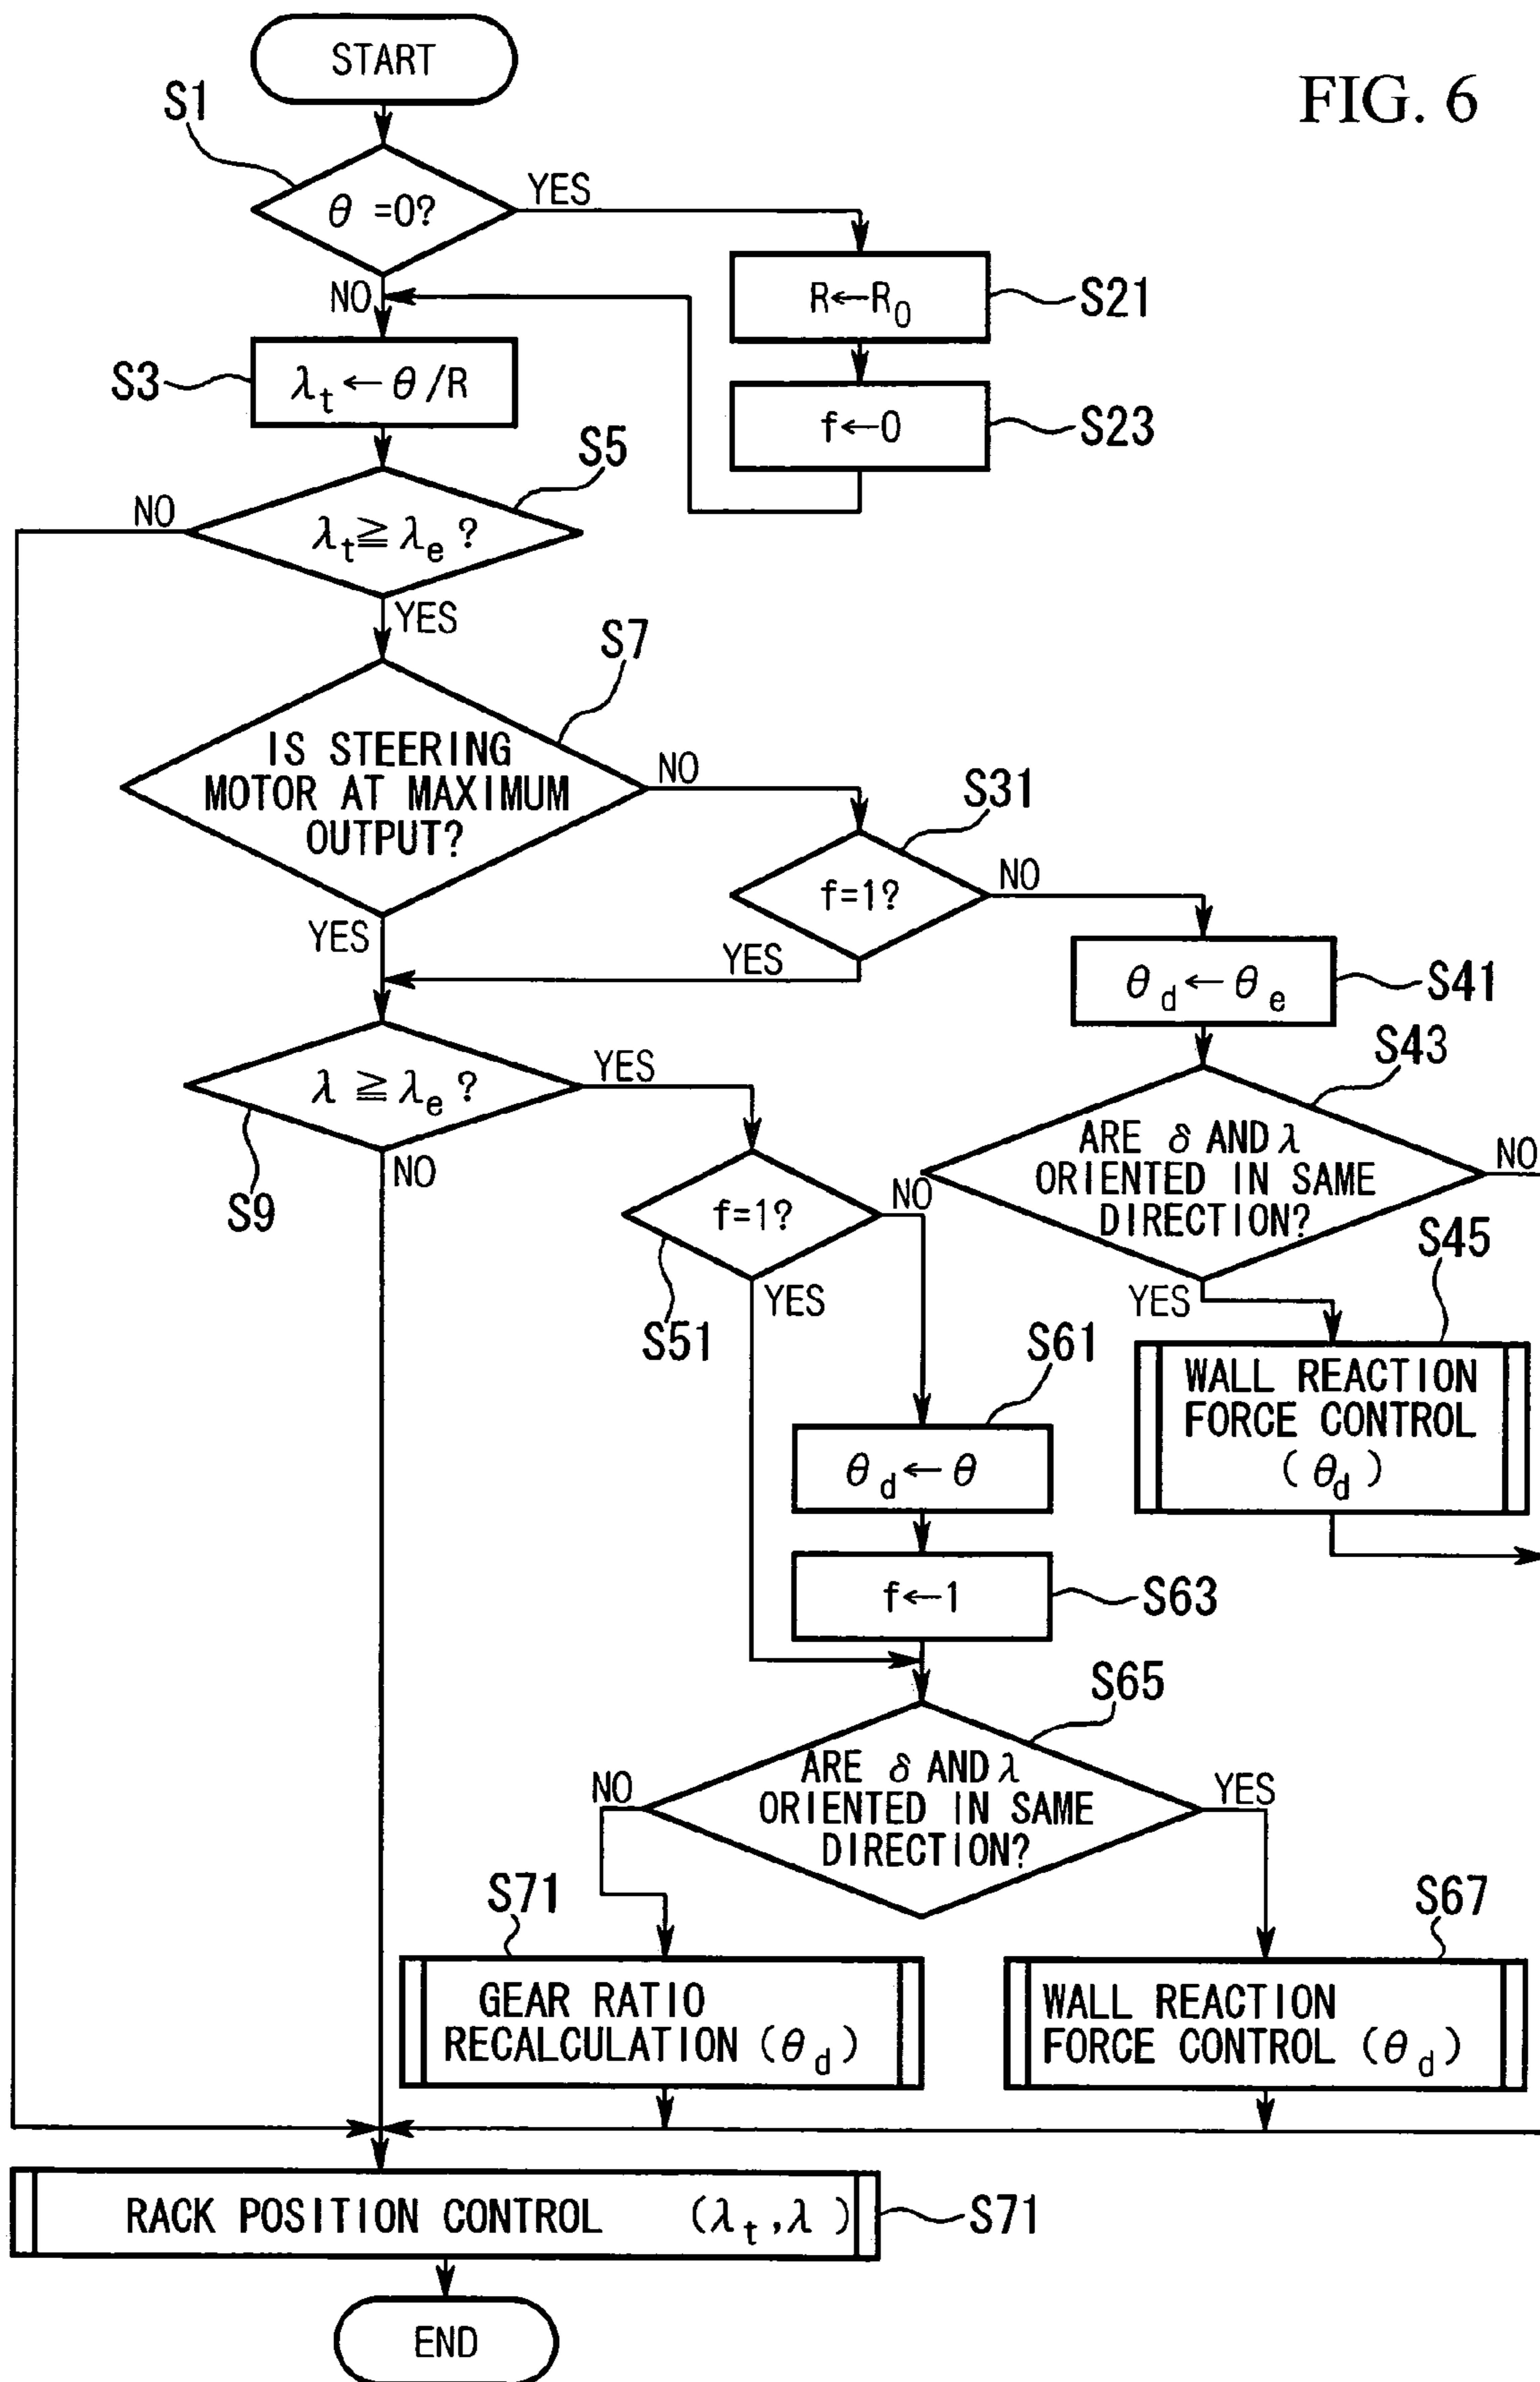 FIG. 6
START
S1
θ =0?
YES
NO
R←R0
S21
S3
λt ← θ/R
f←0
S23
S5
NO
λt ≧ λe ?
YES
S7
IS STEERING
MOTOR AT MAXIMUM
OUTPUT?
NO
S31
f=1?
NO
YES
YES
θd ← θe
S41
S43
λ ≧ λe ?
YES
S9
NO
ARE δ AND λ
ORIENTED IN SAME
DIRECTION?
NO
f=1?
NO
S51
YES
YES
S45
WALL REACTION
FORCE CONTROL
(θd)
S61
θd ← θ
f←1
S63
S65
ARE δ AND λ
ORIENTED IN SAME
DIRECTION?
NO
YES
S71
GEAR RATIO
RECALCULATION (θd)
S67
WALL REACTION
FORCE CONTROL (θd)
RACK POSITION CONTROL (λt, λ)
S71
END